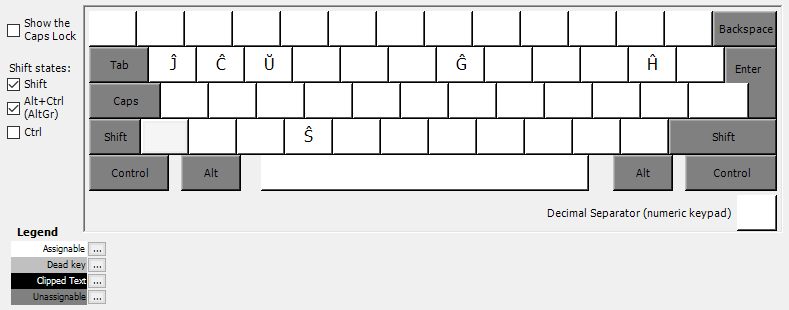 Show the
Caps Lock
Shift states:
Shift
Alt+Ctrl
(AltGr)
Ctrl
Backspace
Tab Ĵ Ĉ Ŭ Ĝ Ĥ Enter
Caps
Shift Ŝ Shift
Control Alt Alt Control
Decimal Separator (numeric keypad)
Legend
Assignable ...
Dead key ...
Clipped Text ...
Unassignable ...